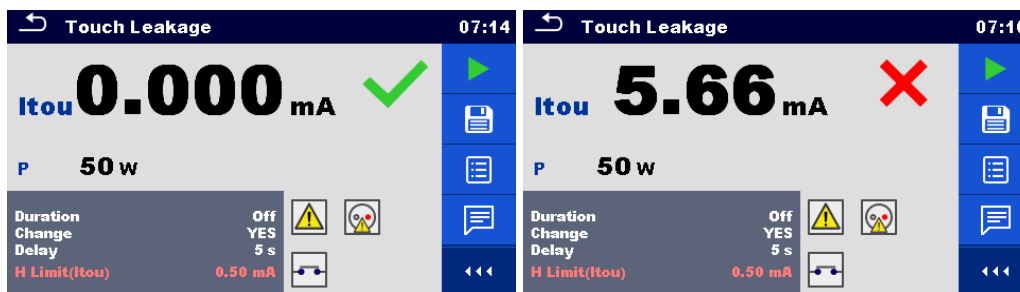 Touch Leakage 07:14
Itou 0.000 mA
P 50 W
Duration Off
Change YES
Delay 5 s
H Limit(Itou) 0.50 mA
Touch Leakage
Itou 5.66 mA
P 50 W
Duration Off
Change YES
Delay 5 s
H Limit(Itou) 0.50 mA